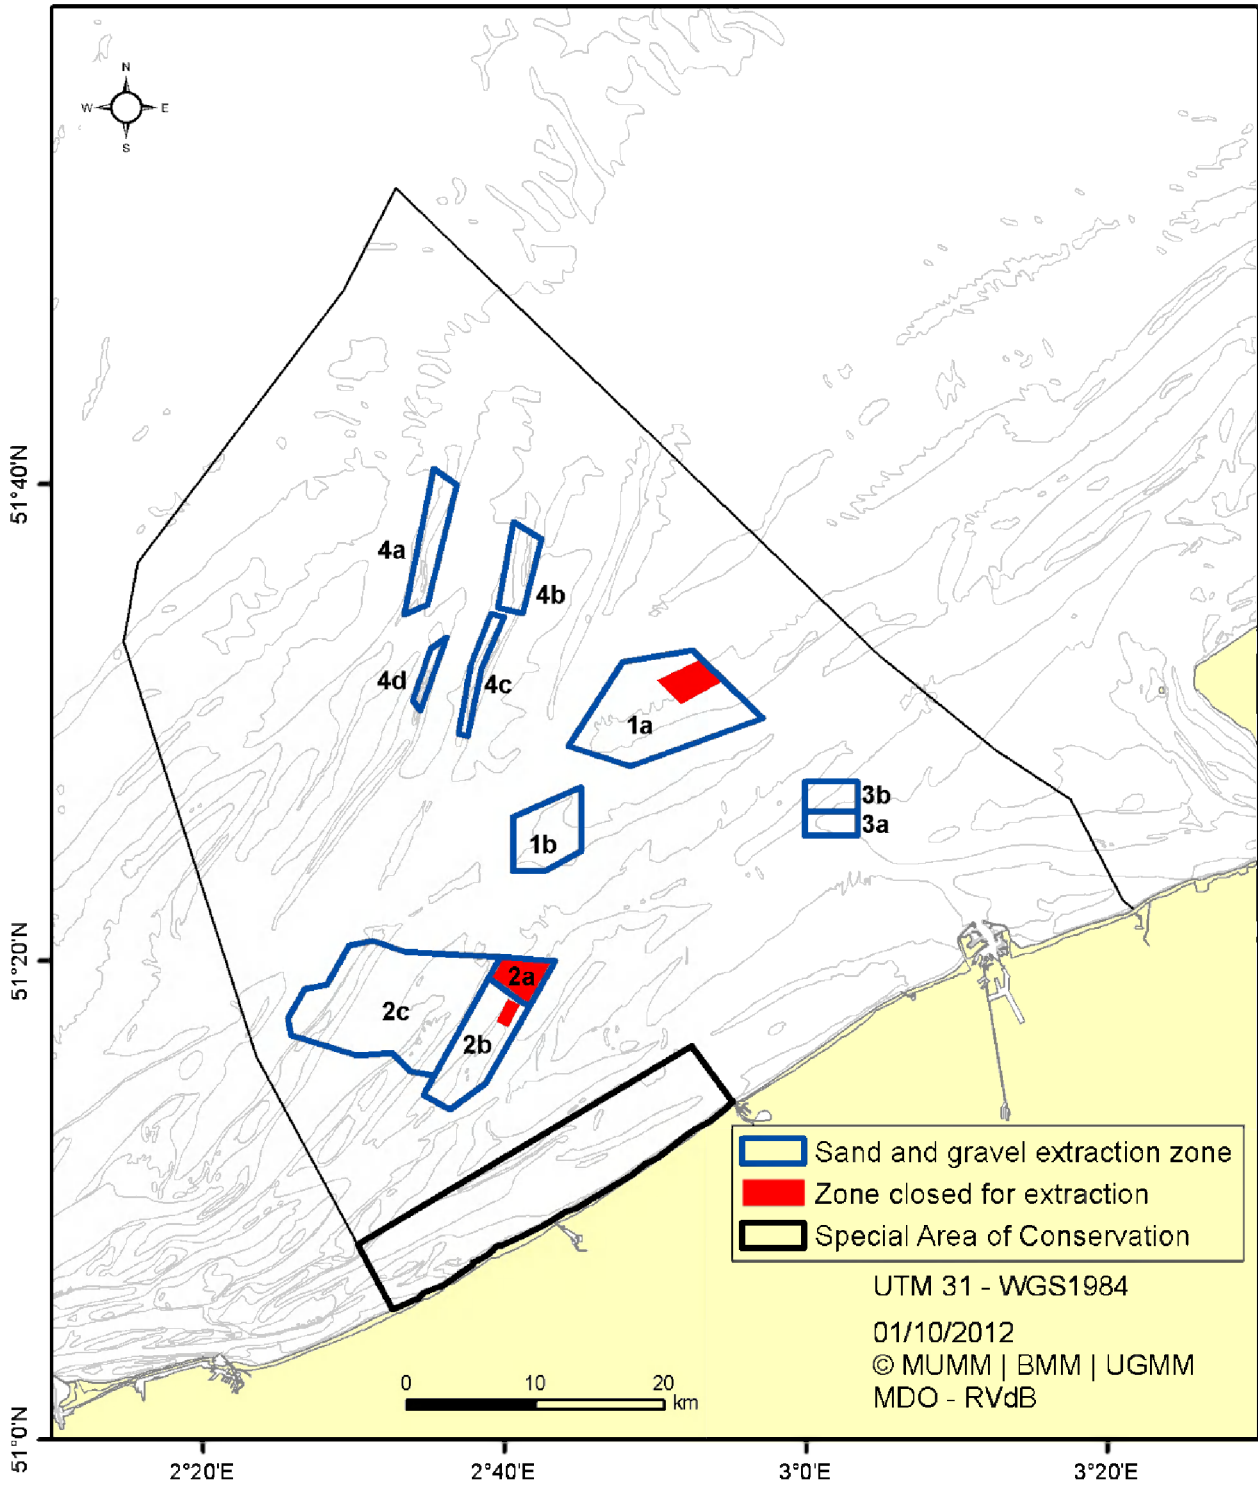 N
W E
S
51°40'N
4a
4b
4d
4c
1a
3b
3a
1b
51°20'N
2a
2c
2b
Sand and gravel extraction zone
Zone closed for extraction
Special Area of Conservation
UTM 31 - WGS1984
01/10/2012
© MUMM | BMM | UGMM
MDO - RVdB
0 10 20
km
51°0'N
2°20'E 2°40'E 3°0'E 3°20'E